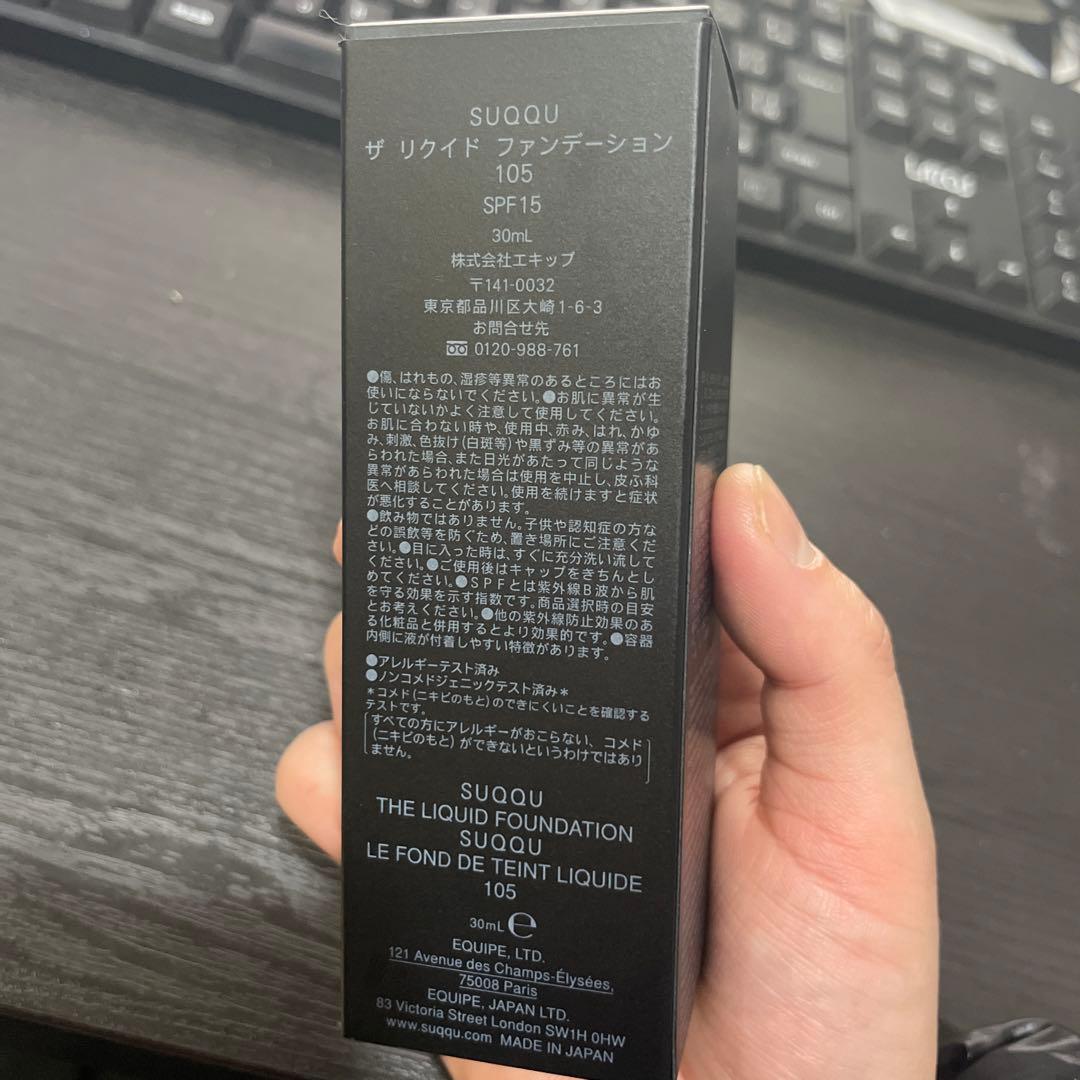 SUQQU
ザ リクイド ファンデーション
105
SPF15
30mL
株式会社エキップ
〒141-0032
東京都品川区大崎1-6-3
お問合せ先
0120-988-761
●傷、はれもの、湿疹等異常のあるところにはお
使いにならないでください。●お肌に異常が生
じていないかよく注意して使用してください。
お肌に合わない時や、使用中、赤み、はれ、かゆ
み、刺激、色抜け(白斑等)や黒ずみ等の異常があ
らわれた場合、また日光があたって同じような
異常があらわれた場合は使用を中止し、皮ふ科
医へ相談してください。使用を続けますと症状
が悪化することがあります。
●飲み物ではありません。子供や認知症の方な
どの誤飲等を防ぐため、置き場所にご注意くだ
さい。●目に入った時は、すぐに充分洗い流して
ください。●ご使用後はキャップをきちんとし
めてください。●SPFとは紫外線B波から肌
を守る効果を示す指数です。商品選択時の目安
とお考えください。●他の紫外線防止効果のあ
る化粧品と併用するとより効果的です。●容器
内側に液が付着しやすい特徴があります。
●アレルギーテスト済み
●ノンコメドジェニックテスト済み*
*コメド(ニキビのもと)のできにくいことを確認する
テストです。
[すべての方にアレルギーがおこらない、コメド
(ニキビのもと)ができないというわけではあり
ません。]
SUQQU
THE LIQUID FOUNDATION
SUQQU
LE FOND DE TEINT LIQUIDE
105
30mL ℮
EQUIPE, LTD.
121 Avenue des Champs-Élysées,
75008 Paris
EQUIPE, JAPAN LTD.
83 Victoria Street London SW1H 0HW
www.suqqu.com MADE IN JAPAN